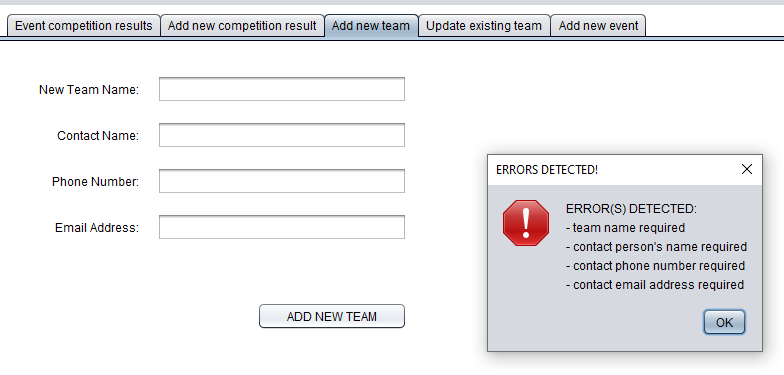 Event competition results Add new competition result Add new team Update existing team Add new event
New Team Name:
Contact Name:
Phone Number:
Email Address:
ADD NEW TEAM
ERRORS DETECTED!
ERROR(S) DETECTED:
- team name required
- contact person's name required
- contact phone number required
- contact email address required
OK